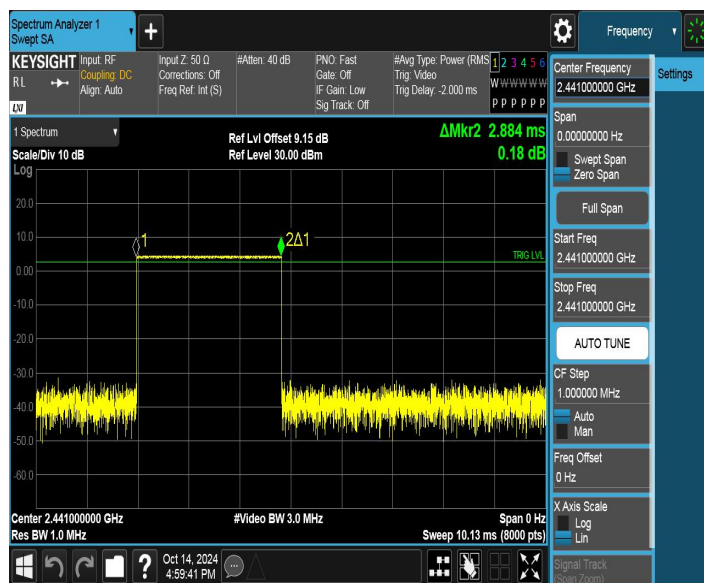 Spectrum Analyzer 1
Swept SA
+
Frequency
KEYSIGHT
RL
LXI
Input: RF
Coupling: DC
Align: Auto
Input Z: 50 Ω
Corrections: Off
Freq Ref: Int (S)
#Atten: 40 dB
PNO: Fast
Gate: Off
IF Gain: Low
Sig Track: Off
#Avg Type: Power (RMS
Trig: Video
Trig Delay: -2.000 ms
1 2 3 4 5 6
W W W W W W
P P P P P P
1 Spectrum
Scale/Div 10 dB
Ref Lvl Offset 9.15 dB
Ref Level 30.00 dBm
ΔMkr2 2.884 ms
0.18 dB
Log
20.0
10.0
0.00
-10.0
-20.0
-30.0
-40.0
-50.0
-60.0
1
2Δ1
TRIG LVL
Center 2.441000000 GHz
Res BW 1.0 MHz
#Video BW 3.0 MHz
Span 0 Hz
Sweep 10.13 ms (8000 pts)
Center Frequency
2.441000000 GHz
Settings
Span
0.00000000 Hz
Swept Span
Zero Span
Full Span
Start Freq
2.441000000 GHz
Stop Freq
2.441000000 GHz
AUTO TUNE
CF Step
1.000000 MHz
Auto
Man
Freq Offset
0 Hz
X Axis Scale
Log
Lin
Signal Track
(Span Zoom)
?
Oct 14, 2024
4:59:41 PM